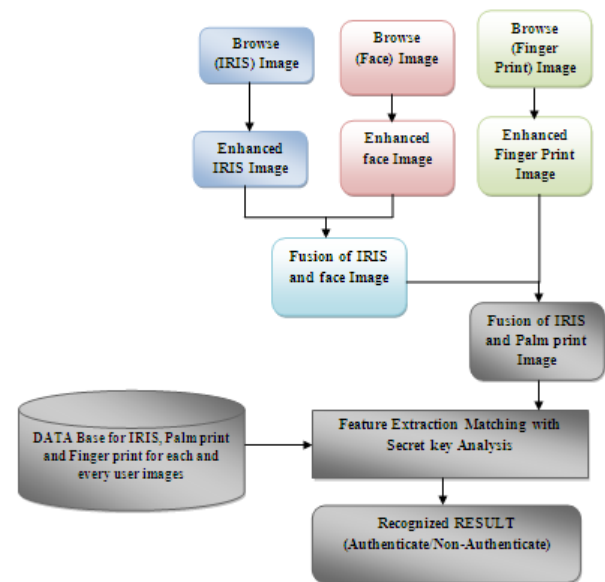 Browse
(IRIS) Image
Browse
(Face) Image
Browse
(Finger
Print) Image
Enhanced
IRIS Image
Enhanced
face Image
Enhanced
Finger Print
Image
Fusion of IRIS
and face Image
Fusion of IRIS
and Palm print
Image
DATA Base for IRIS, Palm print
and Finger print for each and
every user images
Feature Extraction Matching with
Secret key Analysis
Recognized RESULT
(Authenticate/Non-Authenticate)